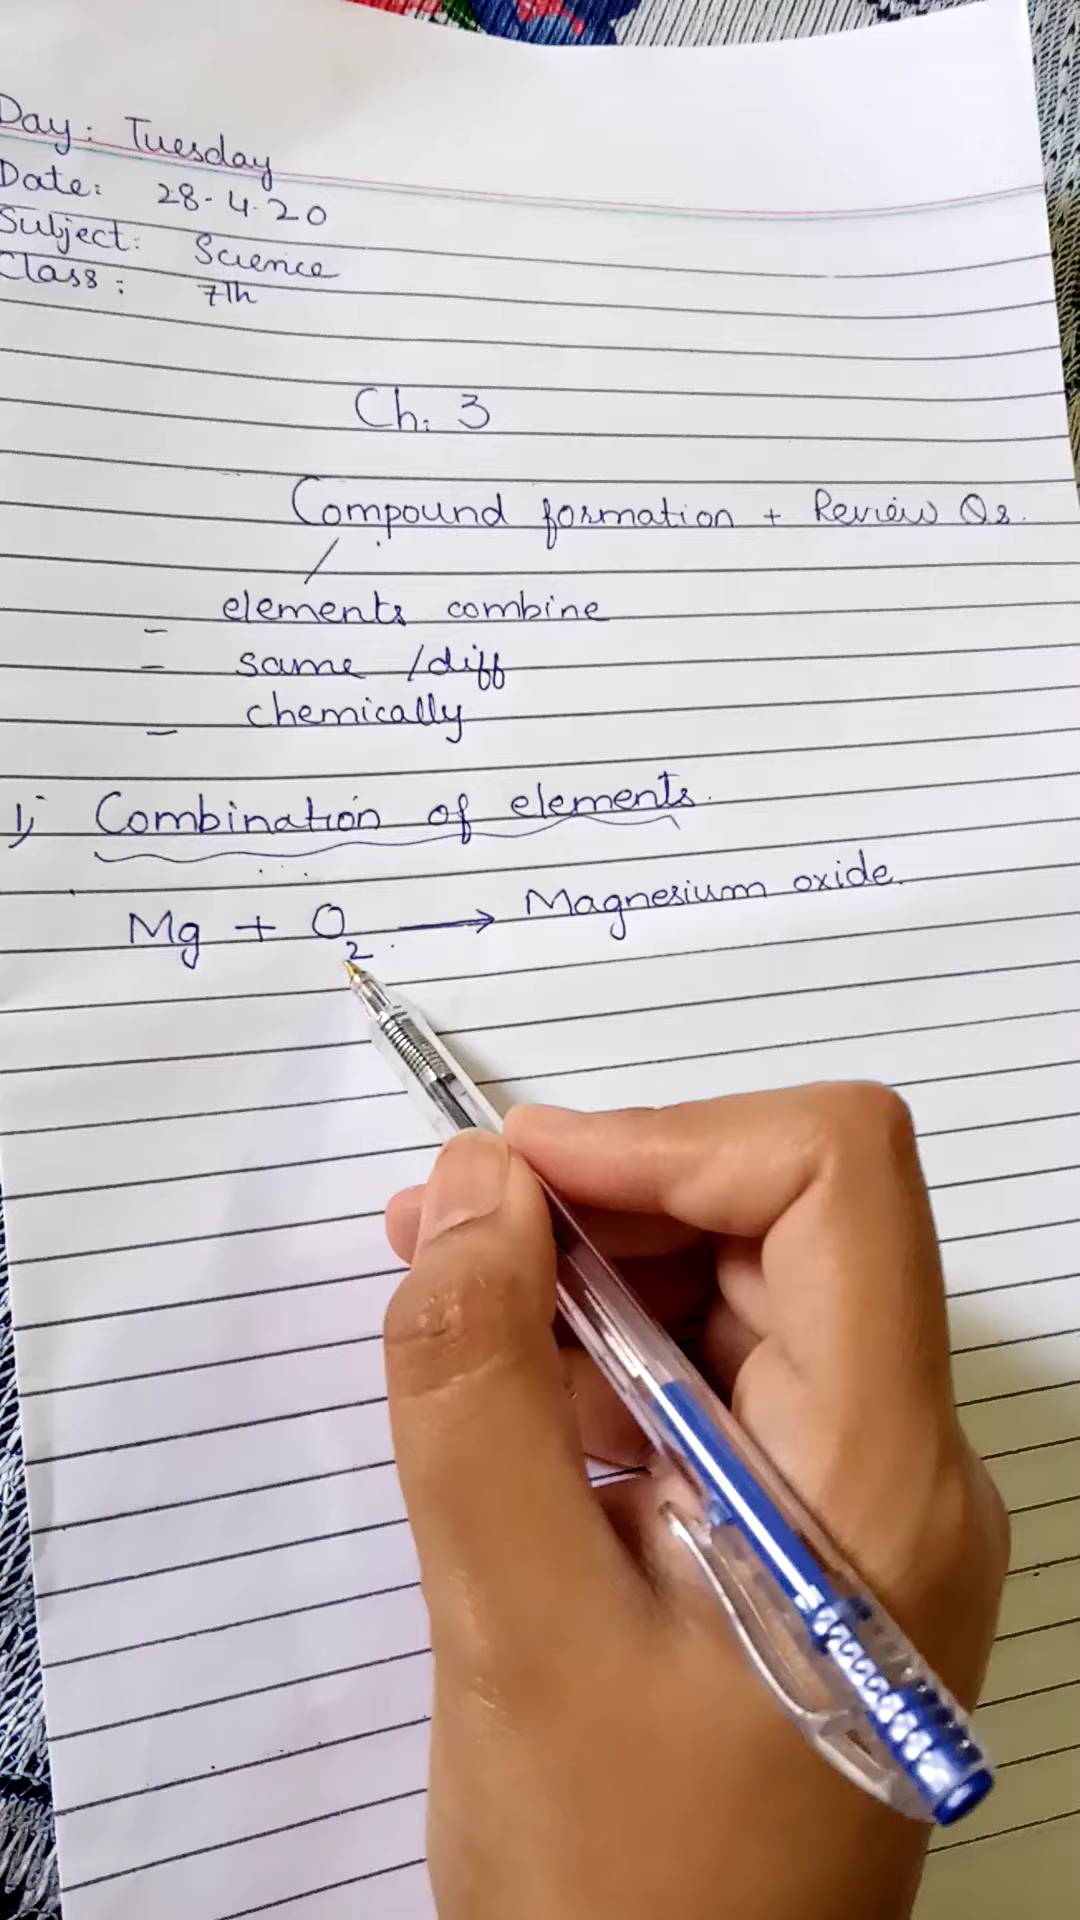 Day: Tuesday
Date: 28-4-20
Subject: Science
Class: 7th
Ch. 3
Compound formation + Review Qs.
- elements combine
- same /diff
- chemically
1) Combination of elements.
Mg + O2 → Magnesium oxide.